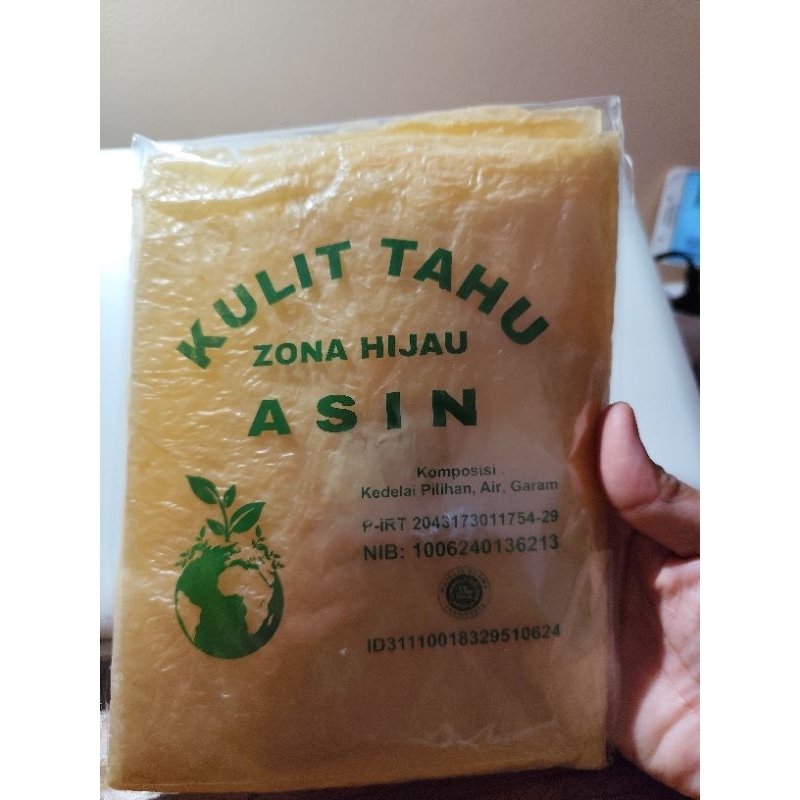 KULIT TAHU
ZONA HIJAU
ASIN
Komposisi
Kedelai Pilihan, Air, Garam
P-IRT 2043173011754-29
NIB: 1006240136213
ID31110018329510624